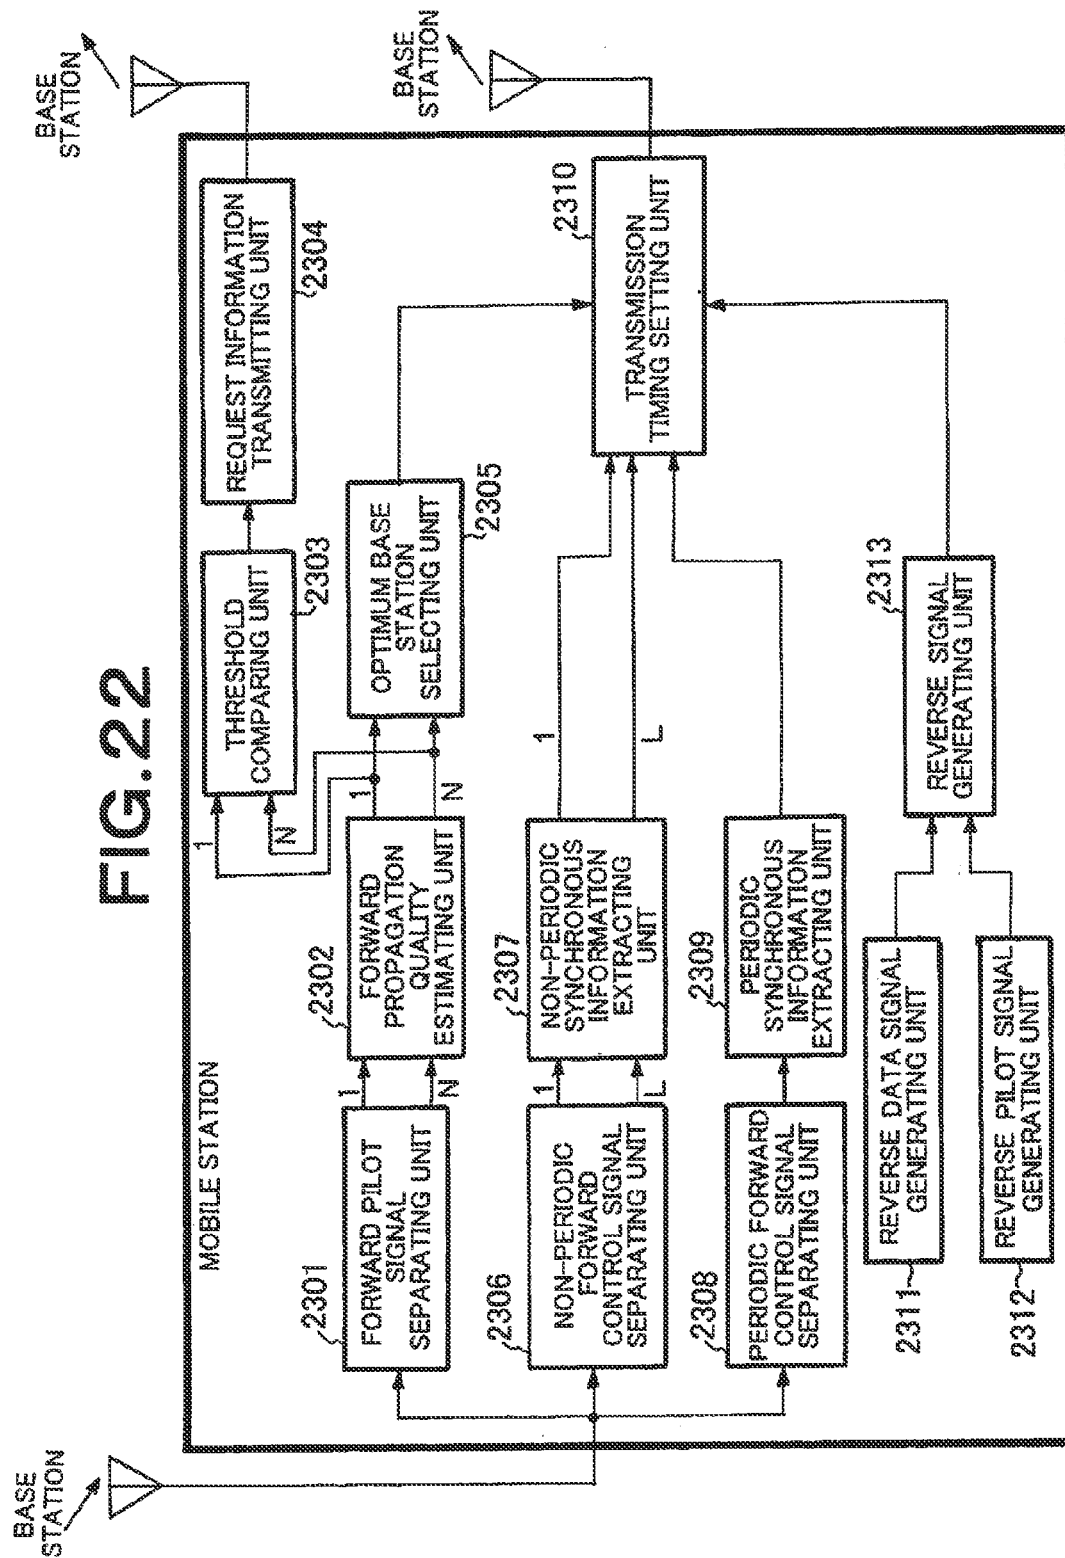 FIG.22
BASE
STATION
BASE
STATION
BASE
STATION
MOBILE STATION
THRESHOLD
COMPARING UNIT
2303
REQUEST INFORMATION
TRANSMITTING UNIT
2304
1
N
2301
FORWARD PILOT
SIGNAL
SEPARATING UNIT
1
N
2302
FORWARD
PROPAGATION
QUALITY
ESTIMATING UNIT
1
N
OPTIMUM BASE
STATION
SELECTING UNIT
2305
2306
NON-PERIODIC
FORWARD
CONTROL SIGNAL
SEPARATING UNIT
1
L
2307
NON-PERIODIC
SYNCHRONOUS
INFORMATION
EXTRACTING
UNIT
1
L
2310
TRANSMISSION
TIMING SETTING UNIT
2308
PERIODIC FORWARD
CONTROL SIGNAL
SEPARATING UNIT
2309
PERIODIC
SYNCHRONOUS
INFORMATION
EXTRACTING UNIT
2311
REVERSE DATA SIGNAL
GENERATING UNIT
2312
REVERSE PILOT SIGNAL
GENERATING UNIT
2313
REVERSE SIGNAL
GENERATING UNIT